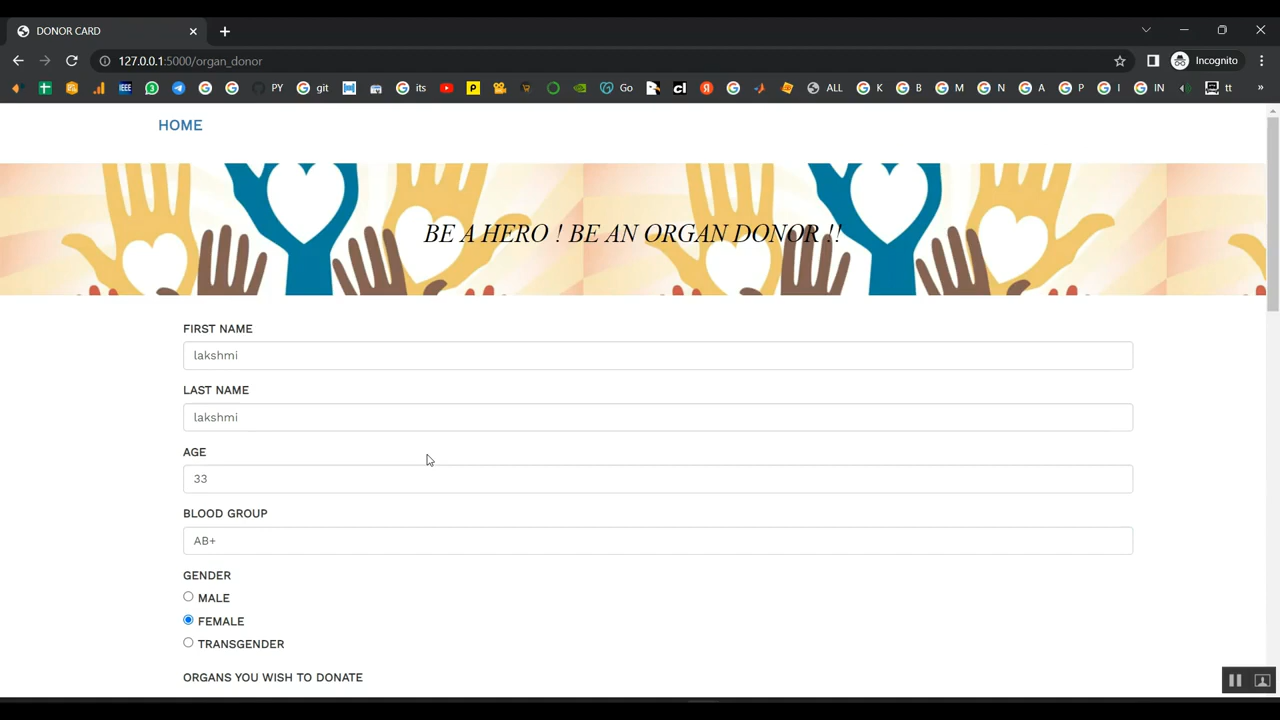 DONOR CARD
127.0.0.1:5000/organ_donor
Incognito
PY
git
its
Go
ALL
K
B
M
N
A
P
I
IN
tt
HOME
BE A HERO ! BE AN ORGAN DONOR !!
FIRST NAME
lakshmi
LAST NAME
lakshmi
AGE
33
BLOOD GROUP
AB+
GENDER
MALE
FEMALE
TRANSGENDER
ORGANS YOU WISH TO DONATE